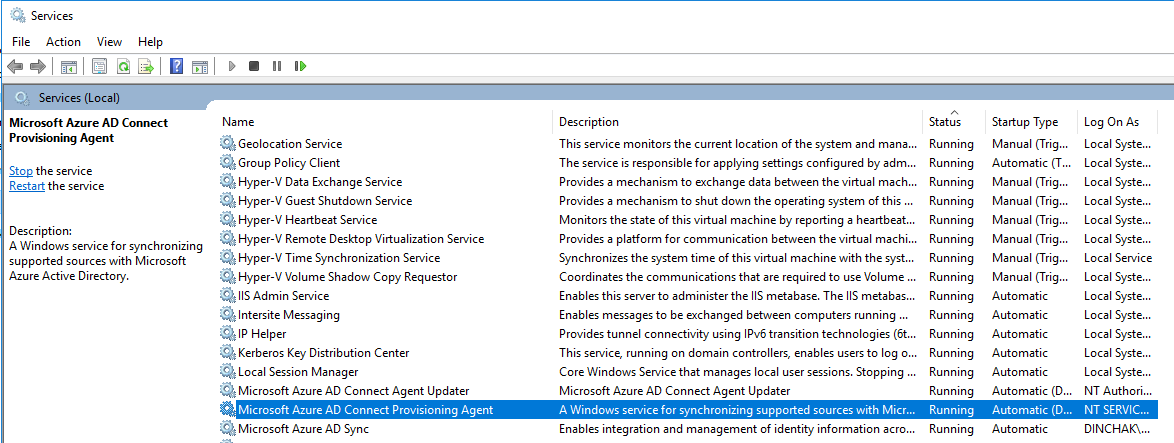 Services
File Action View Help
Services (Local)
Microsoft Azure AD Connect
Provisioning Agent
Stop the service
Restart the service
Description:
A Windows service for synchronizing
supported sources with Microsoft
Azure Active Directory.
Name Description Status Startup Type Log On As
Geolocation Service This service monitors the current location of the system and mana... Running Manual (Trig... Local Syste...
Group Policy Client The service is responsible for applying settings configured by adm... Running Automatic (T... Local Syste...
Hyper-V Data Exchange Service Provides a mechanism to exchange data between the virtual mach... Running Manual (Trig... Local Syste...
Hyper-V Guest Shutdown Service Provides a mechanism to shut down the operating system of this ... Running Manual (Trig... Local Syste...
Hyper-V Heartbeat Service Monitors the state of this virtual machine by reporting a heartbeat... Running Manual (Trig... Local Syste...
Hyper-V Remote Desktop Virtualization Service Provides a platform for communication between the virtual machin... Running Manual (Trig... Local Syste...
Hyper-V Time Synchronization Service Synchronizes the system time of this virtual machine with the syst... Running Manual (Trig... Local Service
Hyper-V Volume Shadow Copy Requestor Coordinates the communications that are required to use Volume ... Running Manual (Trig... Local Syste...
IIS Admin Service Enables this server to administer the IIS metabase. The IIS metabas... Running Automatic Local Syste...
Intersite Messaging Enables messages to be exchanged between computers running ... Running Automatic Local Syste...
IP Helper Provides tunnel connectivity using IPv6 transition technologies (6t... Running Automatic Local Syste...
Kerberos Key Distribution Center This service, running on domain controllers, enables users to log o... Running Automatic Local Syste...
Local Session Manager Core Windows Service that manages local user sessions. Stopping ... Running Automatic Local Syste...
Microsoft Azure AD Connect Agent Updater Microsoft Azure AD Connect Agent Updater Running Automatic (D... NT Authori...
Microsoft Azure AD Connect Provisioning Agent A Windows service for synchronizing supported sources with Micr... Running Automatic (D... NT SERVIC...
Microsoft Azure AD Sync Enables integration and management of identity information acro... Running Automatic DINCHAK\...